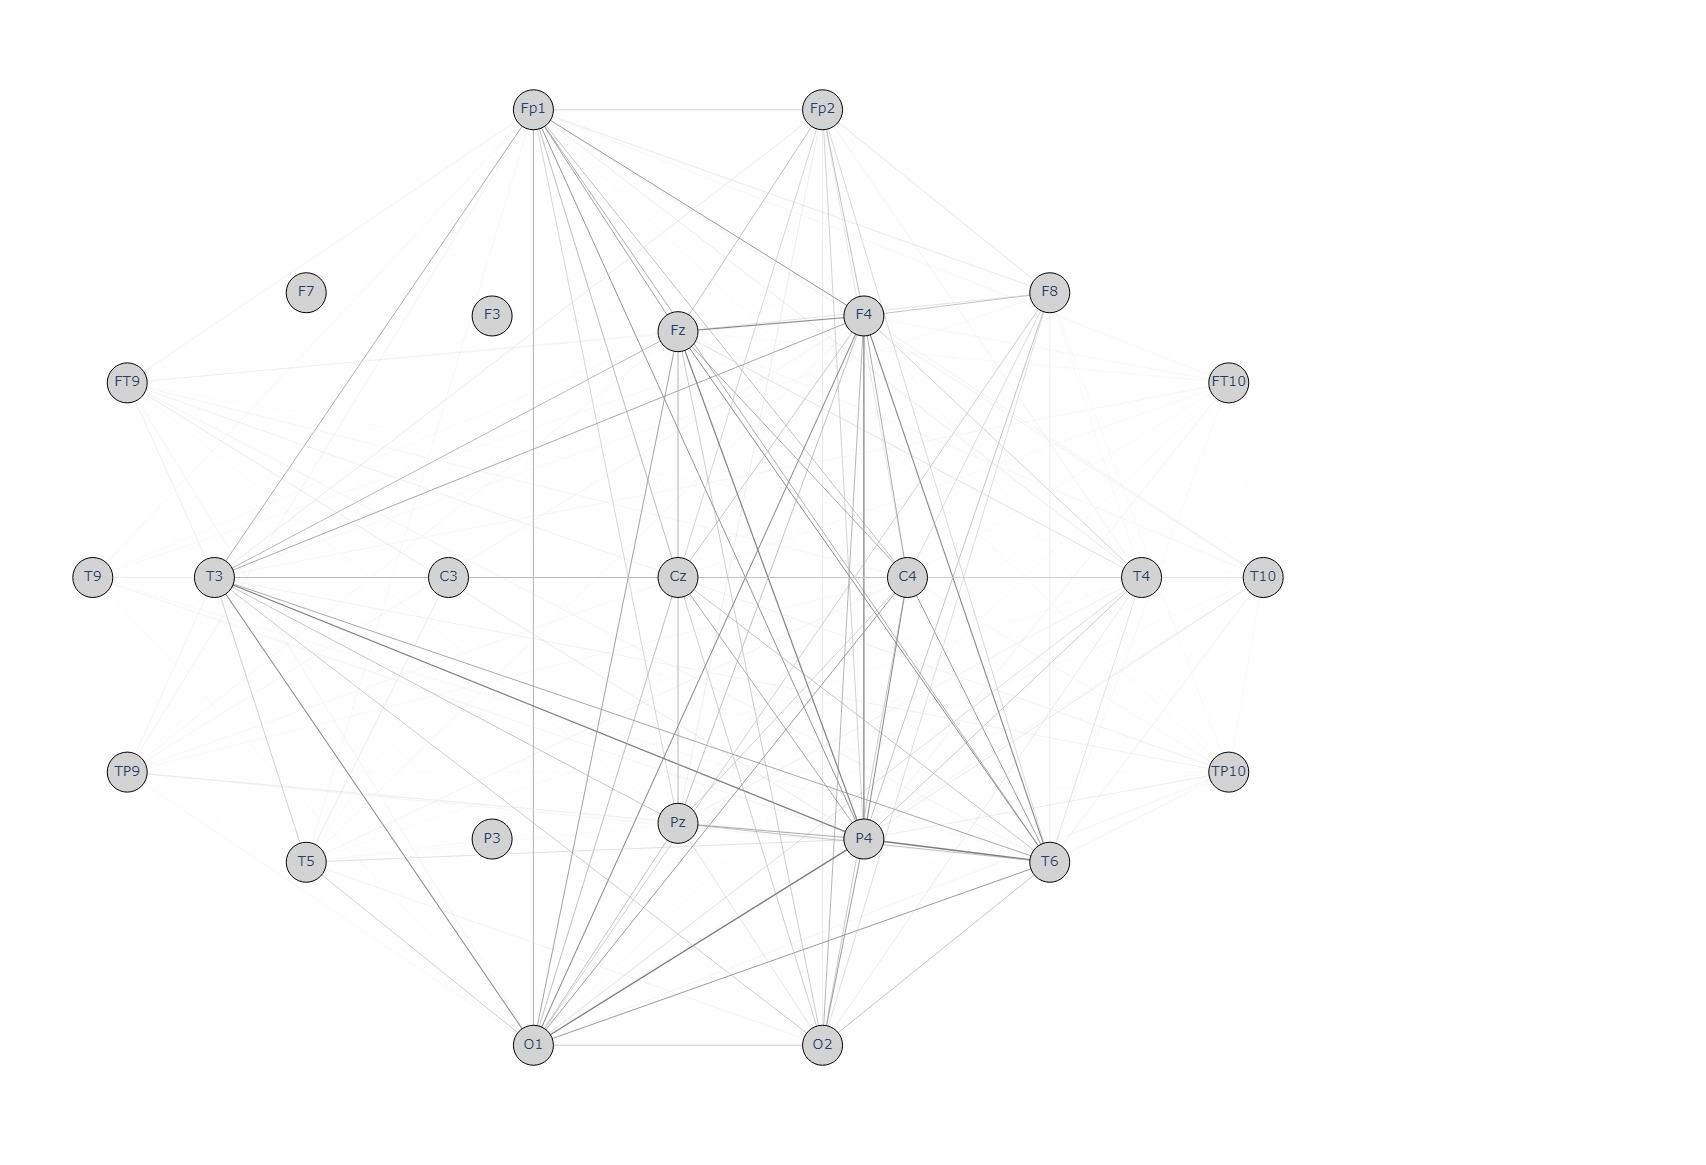 Fp1 Fp2
F7 F8
F3 Fz F4
FT9 FT10
T9 T3 C3 Cz C4 T4 T10
TP9 TP10
Pz
P3 P4
T5 T6
O1 O2